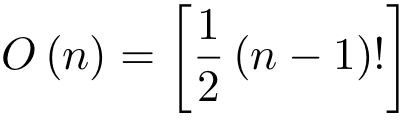 O (n) = [1/2 (n − 1)!]